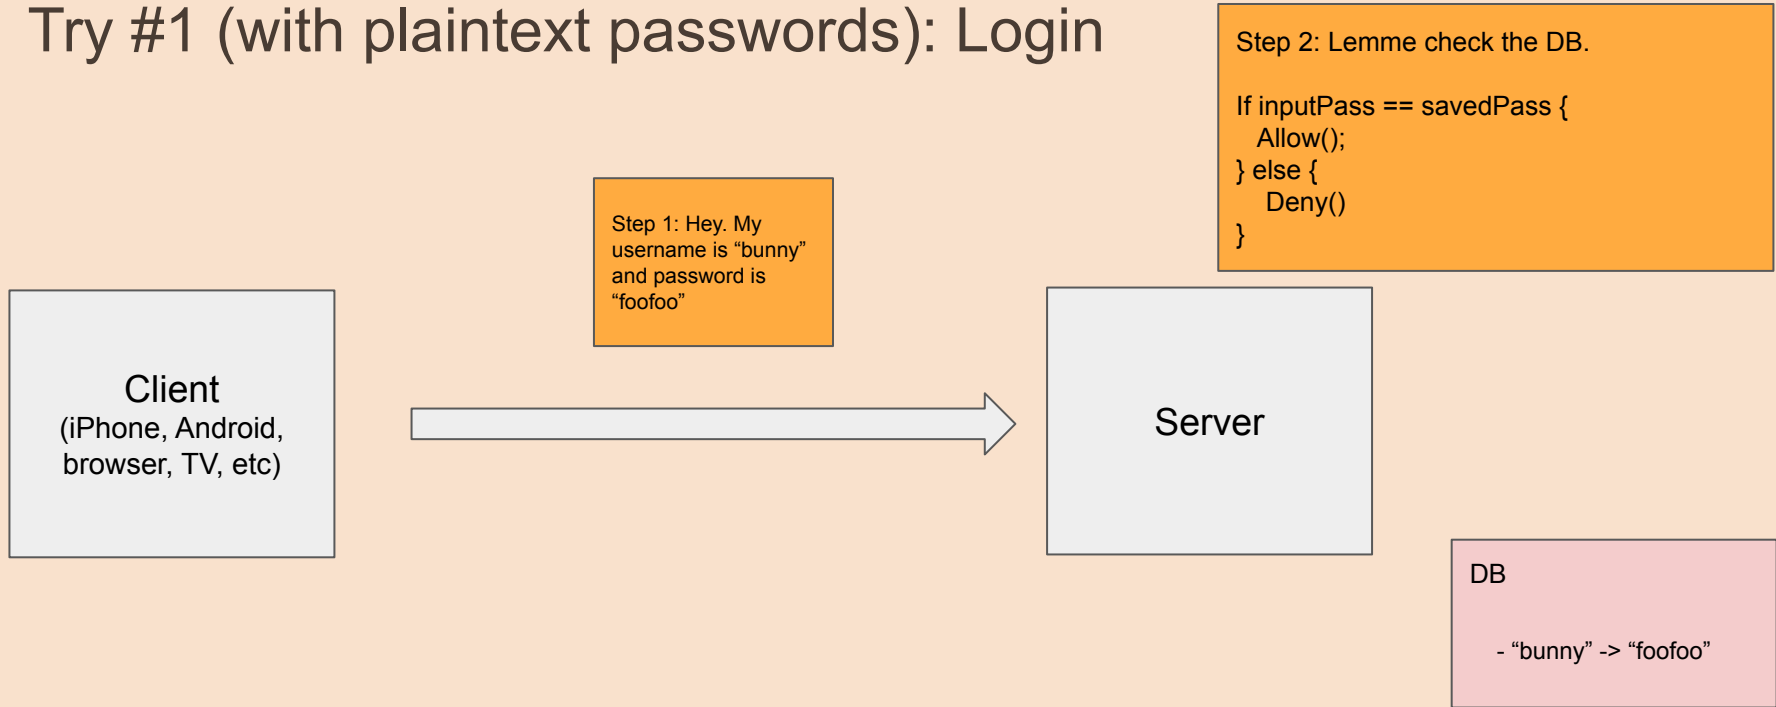 Try #1 (with plaintext passwords): Login
Step 2: Lemme check the DB.
If inputPass == savedPass {
Allow();
} else {
Deny()
}
Step 1: Hey. My
username is “bunny”
and password is
“foofoo”
Client
(iPhone, Android,
browser, TV, etc)
Server
DB
- “bunny” -> “foofoo”